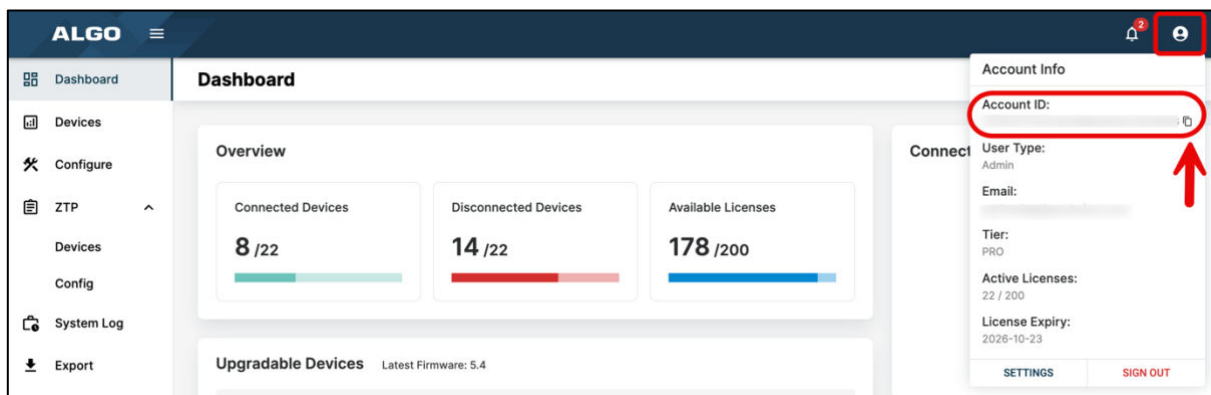 ALGO
2
Dashboard
Devices
Configure
ZTP
Devices
Config
System Log
Export
Dashboard
Overview
Connected Devices
8 /22
Disconnected Devices
14 /22
Available Licenses
178 /200
Upgradable Devices Latest Firmware: 5.4
Connect
Account Info
Account ID:
User Type:
Admin
Email:
Tier:
PRO
Active Licenses:
22 / 200
License Expiry:
2026-10-23
SETTINGS SIGN OUT